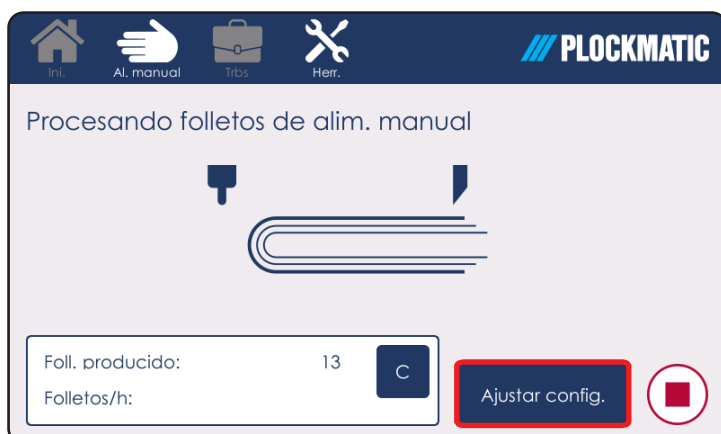 Ini.
Al. manual
Trbs
Herr.
PLOCKMATIC
Procesando folletos de alim. manual
Foll. producido: 13
C
Folletos/h:
Ajustar config.